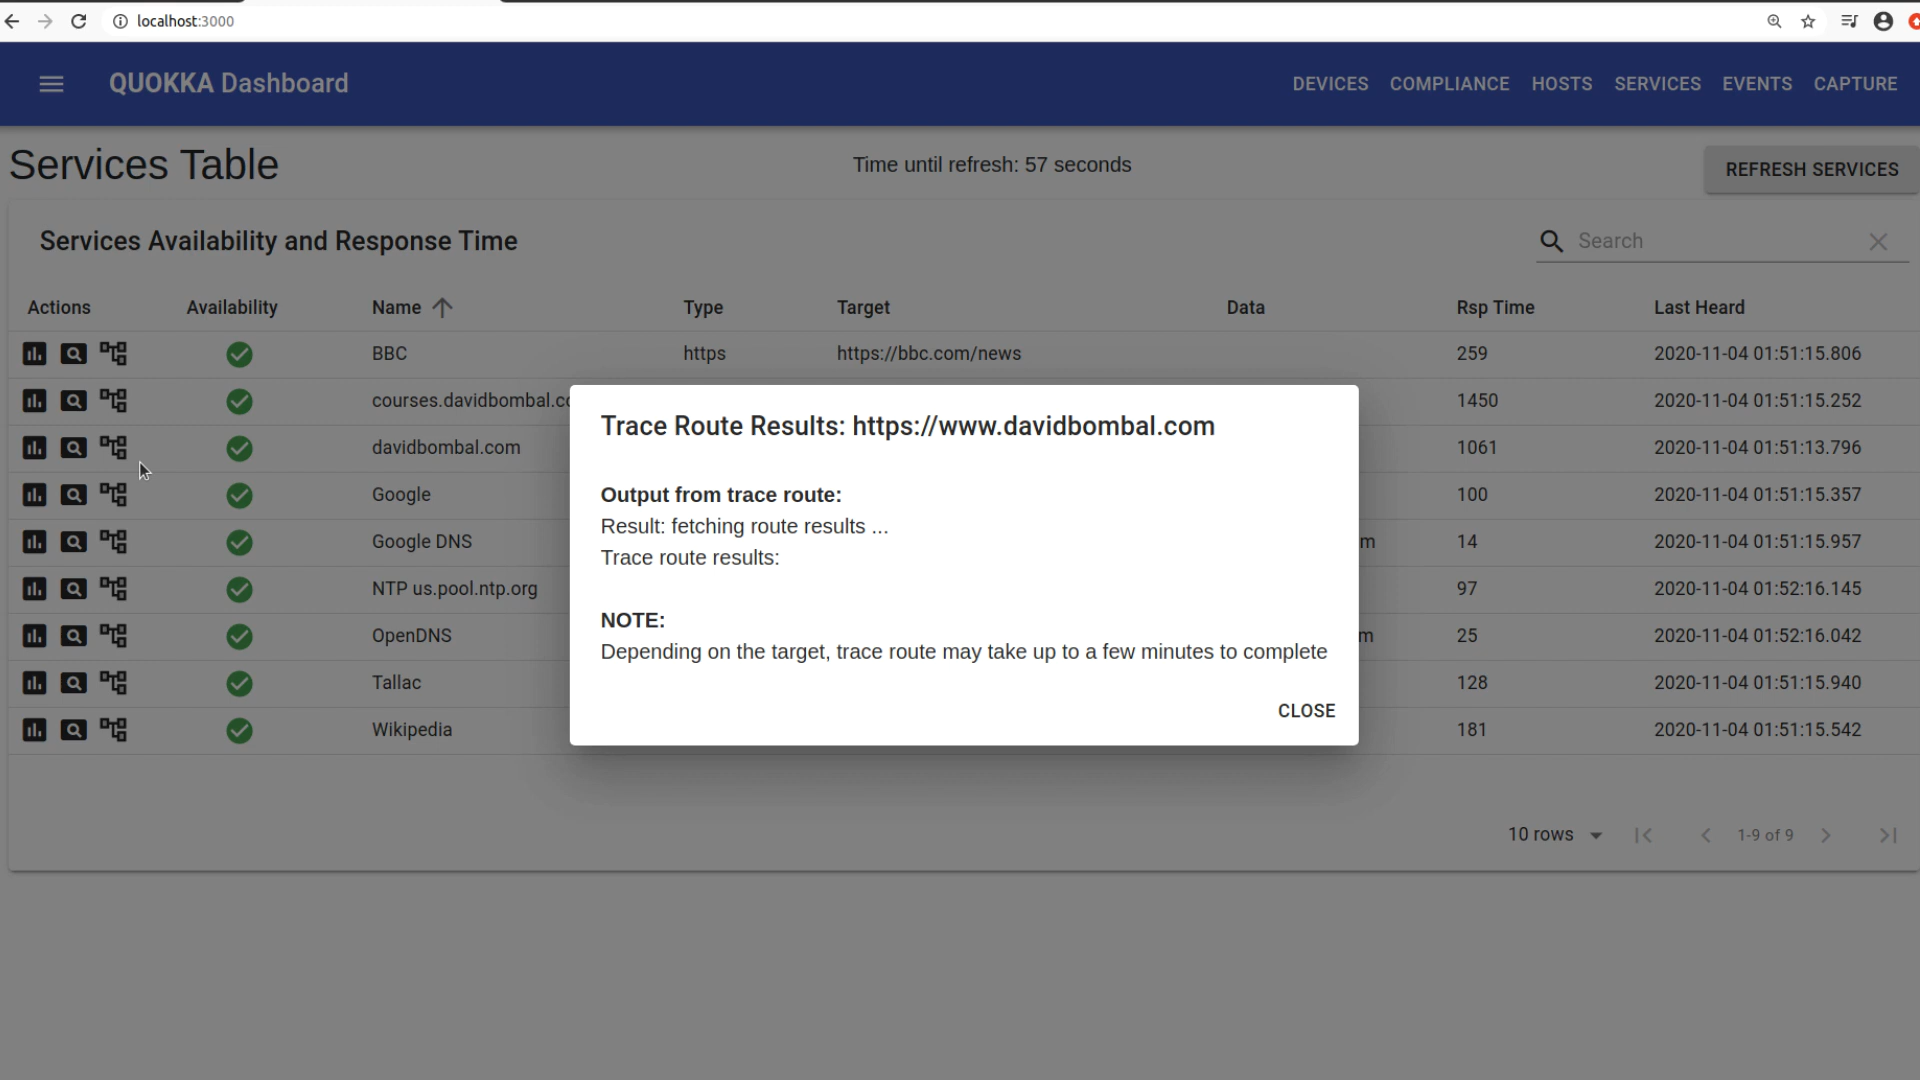 localhost:3000
QUOKKA Dashboard DEVICES COMPLIANCE HOSTS SERVICES EVENTS CAPTURE
Services Table Time until refresh: 57 seconds REFRESH SERVICES
Services Availability and Response Time Search
Actions Availability Name Type Target Data Rsp Time Last Heard
BBC https https://bbc.com/news 259 2020-11-04 01:51:15.806
courses.davidbombal.co 1450 2020-11-04 01:51:15.252
davidbombal.com 1061 2020-11-04 01:51:13.796
Google 100 2020-11-04 01:51:15.357
Google DNS m 14 2020-11-04 01:51:15.957
NTP us.pool.ntp.org 97 2020-11-04 01:52:16.145
OpenDNS m 25 2020-11-04 01:52:16.042
Tallac 128 2020-11-04 01:51:15.940
Wikipedia 181 2020-11-04 01:51:15.542
Trace Route Results: https://www.davidbombal.com
Output from trace route:
Result: fetching route results ...
Trace route results:
NOTE:
Depending on the target, trace route may take up to a few minutes to complete
CLOSE
10 rows 1-9 of 9